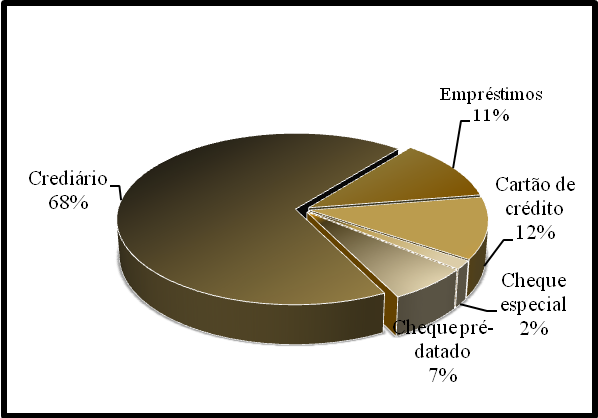 Empréstimos
11%
Crediário
68%
Cartão de
crédito
12%
Cheque
especial
2%
Cheque pré-
datado
7%